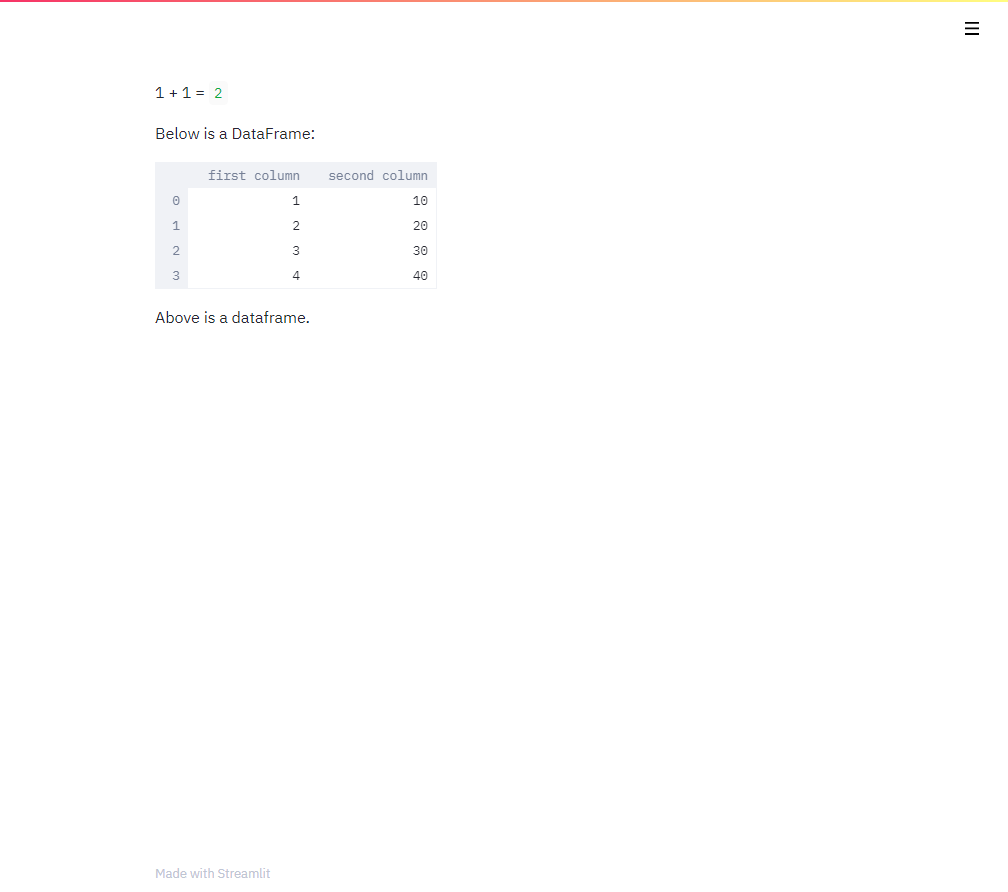 1 + 1 = 2
Below is a DataFrame:
first column second column
0 1 10
1 2 20
2 3 30
3 4 40
Above is a dataframe.
Made with Streamlit